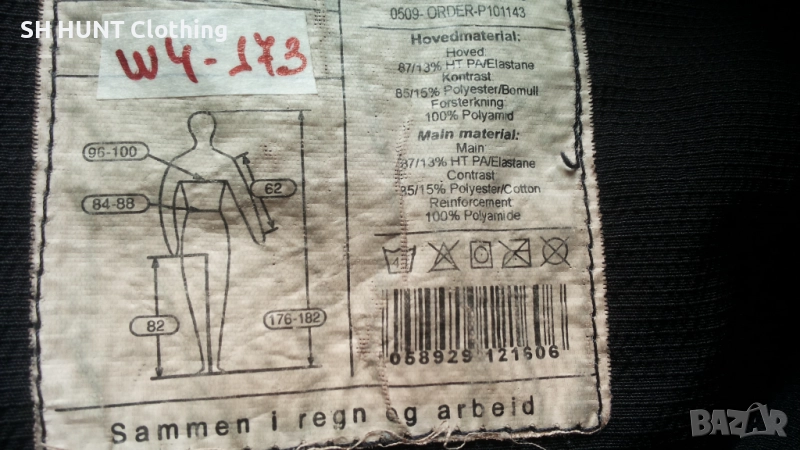 SH HUNT Clothing
W4-173
0509- ORDER-P101143
Hovedmaterial:
Hoved:
87/13% HT PA/Elastane
Kontrast
85/15% Polyester/Bomull
Forsterkning
100% Polyamid
Main material:
Main
87/13% HT PA/Elastane
Contrast
85/15% Polyester/Cotton
Reinforcement
100% Polyamide
96-100
84-88
62
82
176-182
4
058929 121606
Sammen i regn og arbeid
BAZAR